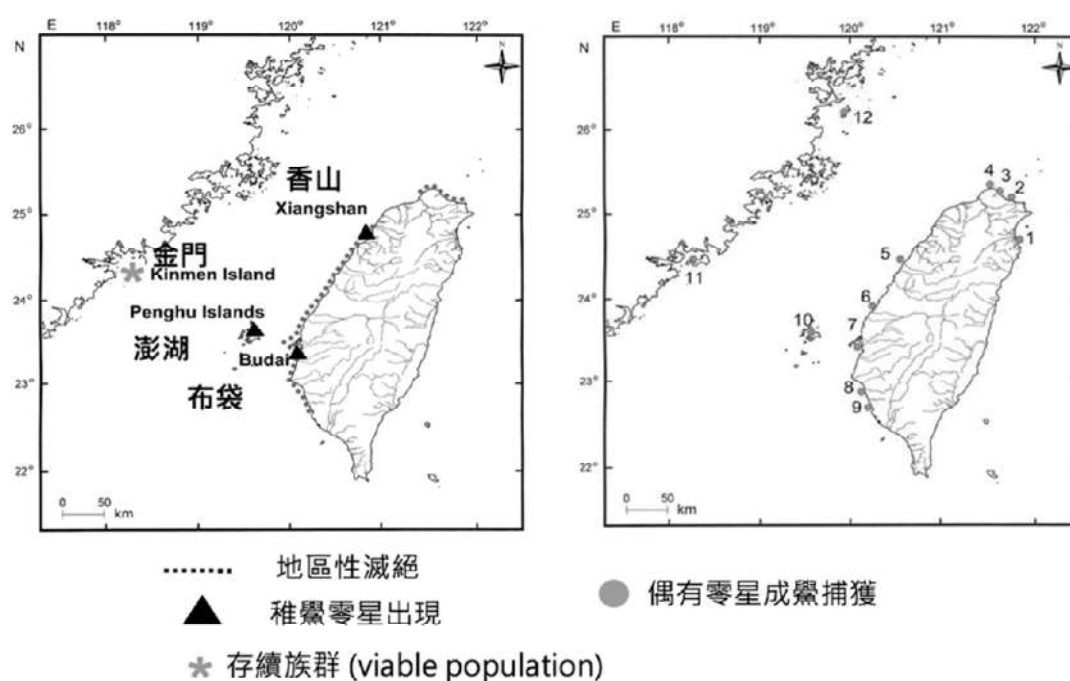 E 118° 119° 120° 121° 122°
N
N
26°
25°
24°
23°
22°
香山
Xiangshan
金門
Kinmen Island
Penghu Islands
澎湖
Budai
布袋
0 50
km
E 118° 119° 120° 121° 122°
N
N
26°
25°
24°
23°
22°
12
4
3
2
1
11
5
6
10
7
8
9
0 50
km
地區性滅絕
稚鱟零星出現
存續族群 (viable population)
偶有零星成鱟捕獲